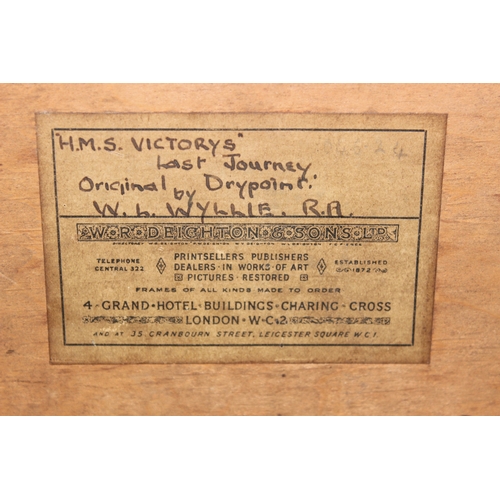 "H.M.S. VICTORYS"
Last Journey
Original Drypoint.
by
W. L. WYLLIE. R.A.
W.R. DEIGHTON & SONS LTD.
PRINTSELLERS PUBLISHERS
TELEPHONE CENTRAL 322
DEALERS · IN WORKS OF ART
ESTABLISHED 1872
PICTURES · RESTORED
FRAMES OF ALL KINDS MADE TO ORDER
4 · GRAND · HOTEL · BUILDINGS · CHARING · CROSS
LONDON · W·C·2
AND AT 35 CRANBOURN STREET, LEICESTER SQUARE W.C.1.